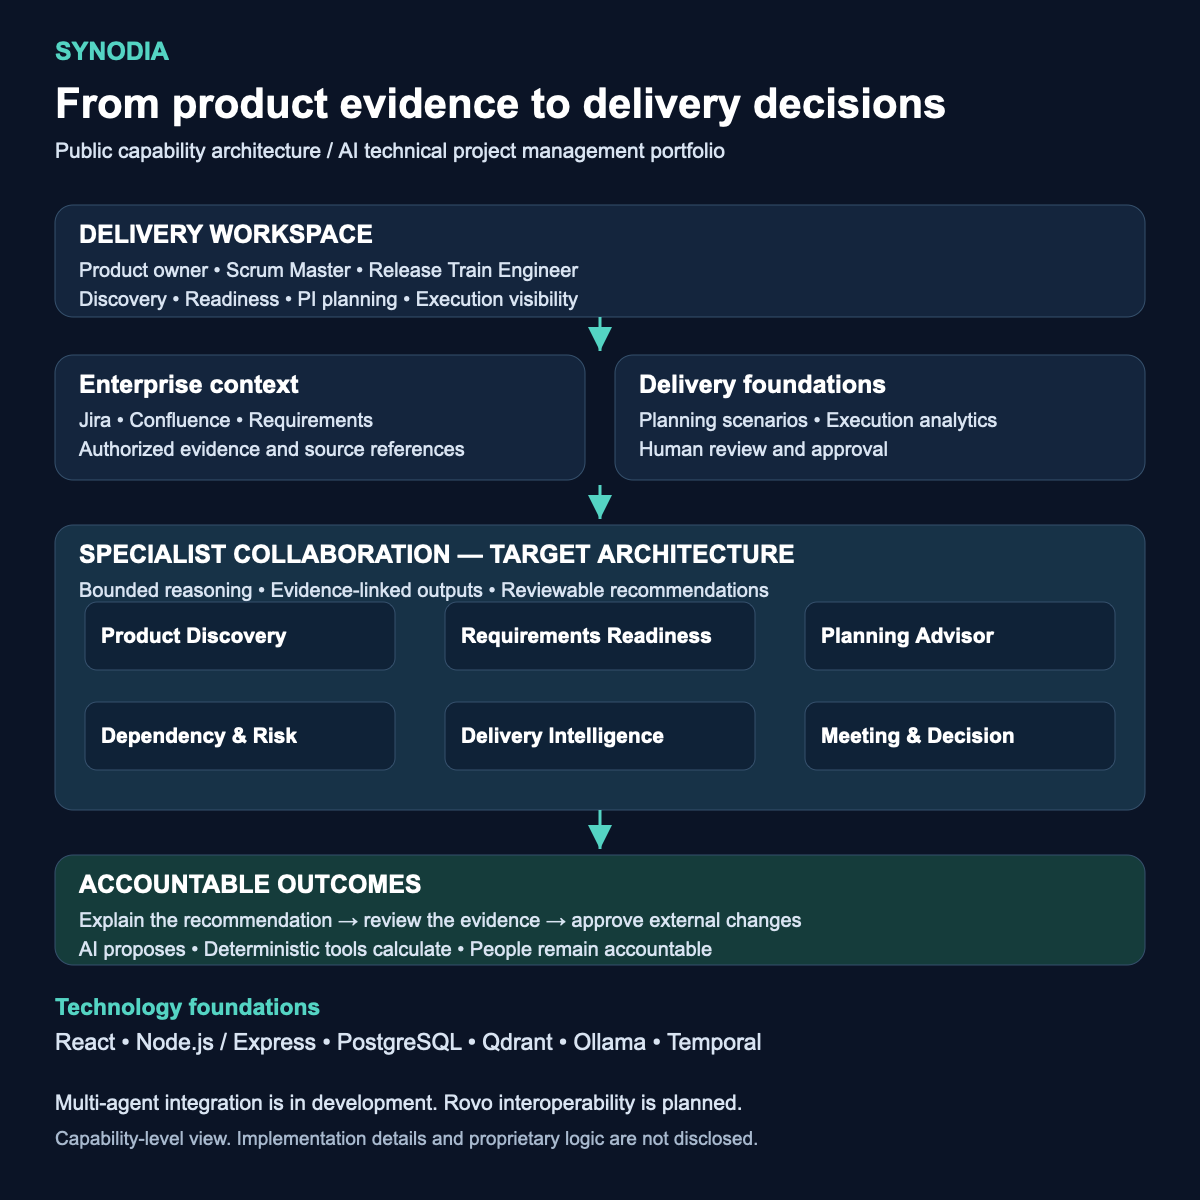 SYNODIA
From product evidence to delivery decisions
Public capability architecture / AI technical project management portfolio
DELIVERY WORKSPACE
Product owner • Scrum Master • Release Train Engineer
Discovery • Readiness • PI planning • Execution visibility
Enterprise context
Jira • Confluence • Requirements
Authorized evidence and source references
Delivery foundations
Planning scenarios • Execution analytics
Human review and approval
SPECIALIST COLLABORATION — TARGET ARCHITECTURE
Bounded reasoning • Evidence-linked outputs • Reviewable recommendations
Product Discovery
Requirements Readiness
Planning Advisor
Dependency & Risk
Delivery Intelligence
Meeting & Decision
ACCOUNTABLE OUTCOMES
Explain the recommendation → review the evidence → approve external changes
AI proposes • Deterministic tools calculate • People remain accountable
Technology foundations
React • Node.js / Express • PostgreSQL • Qdrant • Ollama • Temporal
Multi-agent integration is in development. Rovo interoperability is planned.
Capability-level view. Implementation details and proprietary logic are not disclosed.